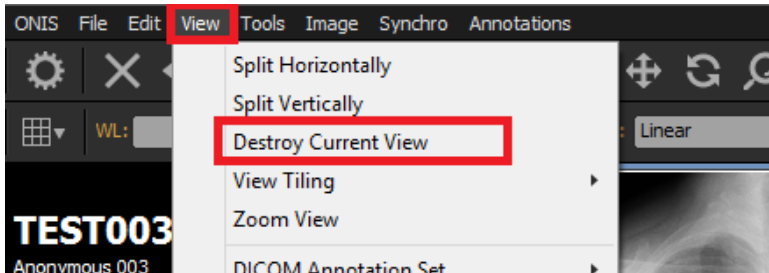 ONIS File Edit View Tools Image Synchro Annotations
Split Horizontally
Split Vertically
WL:
Linear
Destroy Current View
View Tiling
Zoom View
TEST003
Anonymous 003
DICOM Annotation Set